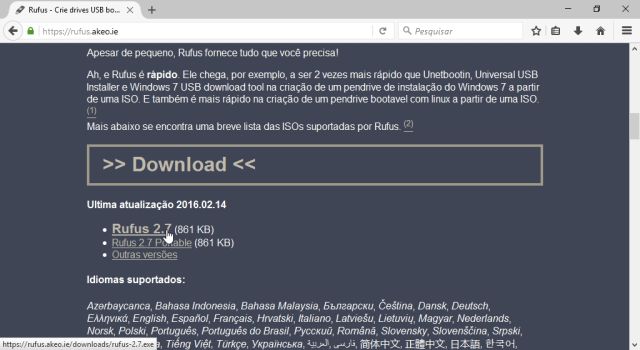 Rufus - Crie drives USB bo...
https://rufus.akeo.ie
Pesquisar
Apesar de pequeno, Rufus fornece tudo que você precisa!
Ah, e Rufus é rápido. Ele chega, por exemplo, a ser 2 vezes mais rápido que Unetbootin, Universal USB
Installer e Windows 7 USB download tool na criação de um pendrive de instalação do Windows 7 a partir
de uma ISO. E também é mais rápido na criação de um pendrive bootavel com linux a partir de uma ISO.
(1)
Mais abaixo se encontra uma breve lista das ISOs suportadas por Rufus. (2)
>> Download <<
Ultima atualização 2016.02.14
Rufus 2.7 (861 KB)
Rufus 2.7 Portable (861 KB)
Outras versões
Idiomas suportados:
Azərbaycanca, Bahasa Indonesia, Bahasa Malaysia, Български, Čeština, Dansk, Deutsch,
Ελληνικά, English, Español, Français, Hrvatski, Italiano, Latviešu, Lietuvių, Magyar, Nederlands,
Norsk, Polski, Português, Português do Brasil, Русский, Română, Slovensky, Slovenščina, Srpski,
Tiếng Việt, Türkçe, Українська, العربية, فارسی, 简体中文, 正體中文, 日本語, 한국어,
https://rufus.akeo.ie/downloads/rufus-2.7.exe